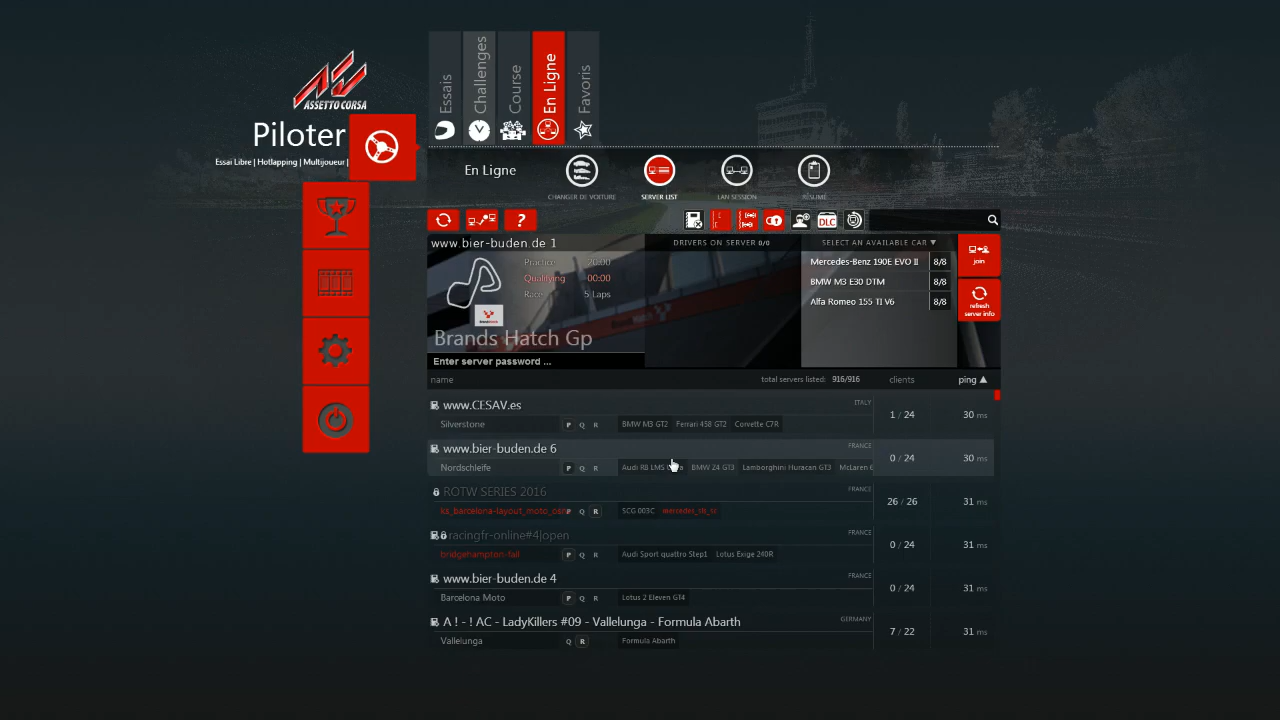 Essais
Challenges
Course
En Ligne
Favoris
ASSETTO CORSA
Piloter
Essai Libre | Hotlapping | Multijoueur |
En Ligne
CHANGER DE VOITURE
SERVER LIST
LAN SESSION
RÉSUMÉ
? DLC
www.bier-buden.de 1
Practice 20:00
Qualifying 00:00
Race 5 Laps
Brands Hatch Gp
Enter server password ...
DRIVERS ON SERVER 0/0
SELECT AN AVAILABLE CAR ▼
Mercedes-Benz 190E EVO II 8/8
BMW M3 E30 DTM 8/8
Alfa Romeo 155 TI V6 8/8
join
refresh
server info
name total servers listed: 916/916 clients ping ▲
www.CESAV.es ITALY
Silverstone P Q R BMW M3 GT2 Ferrari 458 GT2 Corvette C7R 1 / 24 30 ms
www.bier-buden.de 6 FRANCE
Nordschleife P Q R Audi R8 LMS BMW Z4 GT3 Lamborghini Huracan GT3 McLaren 6 0 / 24 30 ms
ROTW SERIES 2016 FRANCE
ks_barcelona-layout_moto_osr P Q R SCG 003C 26 / 26 31 ms
racingfr-online#4|open FRANCE
bridgehampton-fall P Q R Audi Sport quattro Step1 Lotus Exige 240R 0 / 24 31 ms
www.bier-buden.de 4 FRANCE
Barcelona Moto P Q R Lotus 2 Eleven GT4 0 / 24 31 ms
A ! - ! AC - LadyKillers #09 - Vallelunga - Formula Abarth GERMANY
Vallelunga Q R Formula Abarth 7 / 22 31 ms